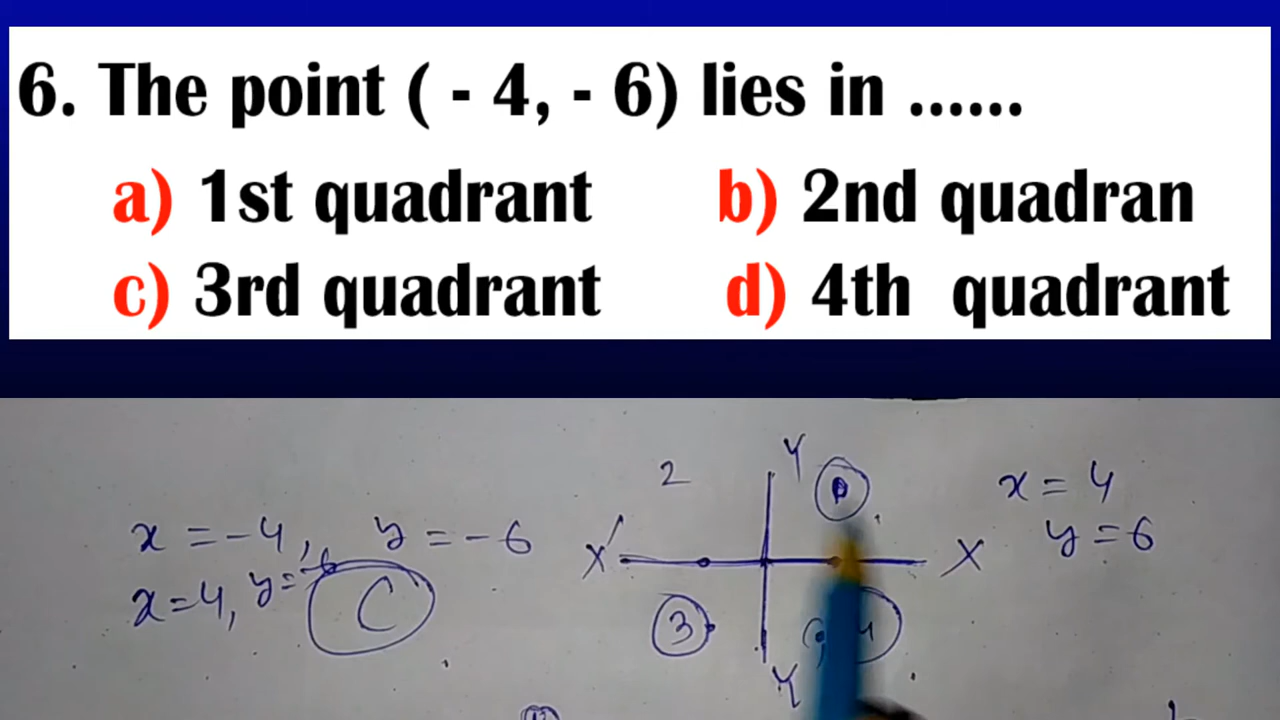 6. The point ( - 4, - 6) lies in ......
a) 1st quadrant b) 2nd quadran
c) 3rd quadrant d) 4th quadrant
2 Y x = 4
x = -4, y = -6 X' X y = 6
x=4, y= C
3 4
Y